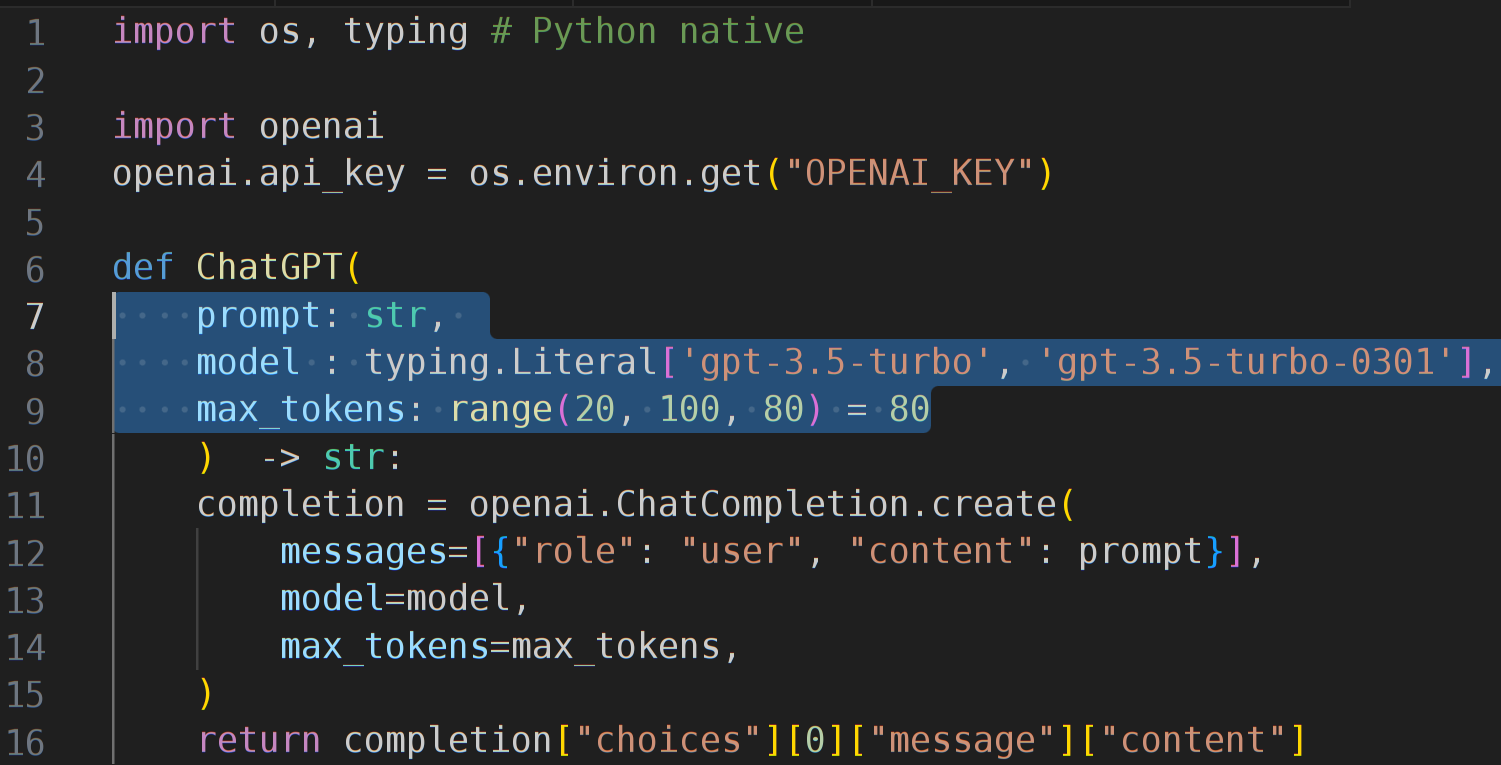 1 import os, typing # Python native
2
3 import openai
4 openai.api_key = os.environ.get("OPENAI_KEY")
5
6 def ChatGPT(
7     prompt: str,
8     model : typing.Literal['gpt-3.5-turbo', 'gpt-3.5-turbo-0301'],
9     max_tokens: range(20, 100, 80) = 80
10     )  -> str:
11     completion = openai.ChatCompletion.create(
12         messages=[{"role": "user", "content": prompt}],
13         model=model,
14         max_tokens=max_tokens,
15     )
16     return completion["choices"][0]["message"]["content"]